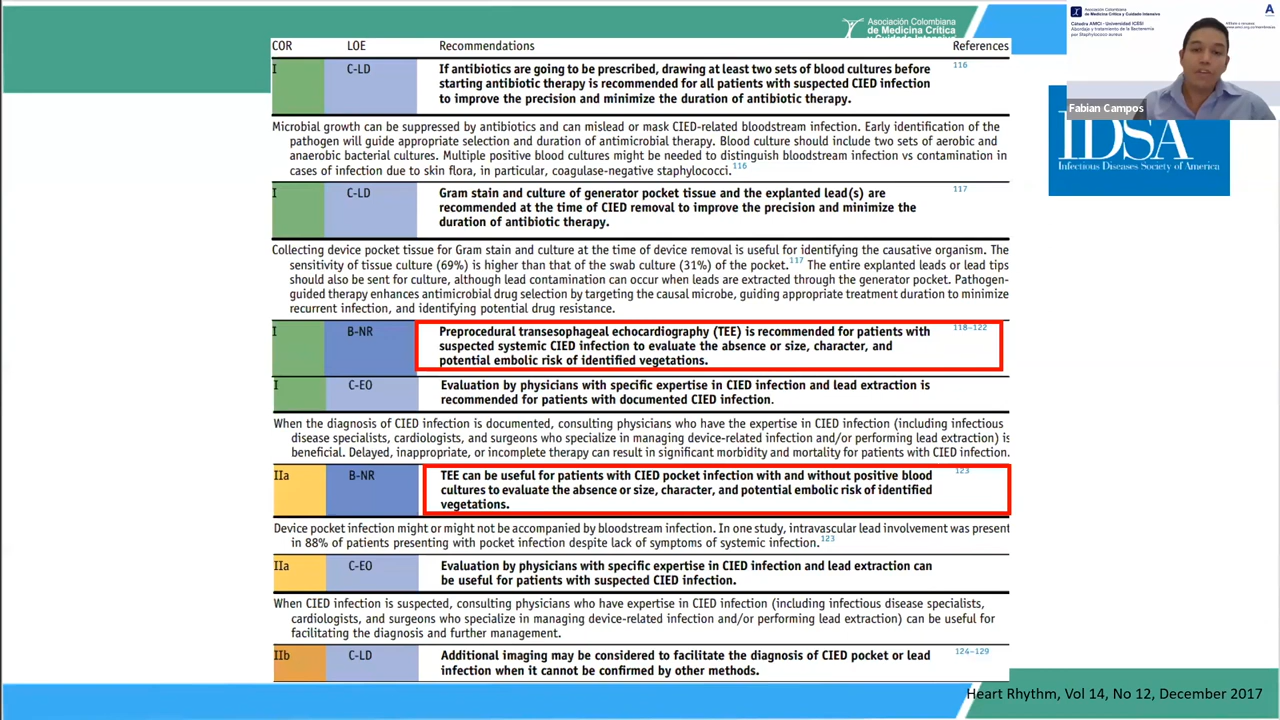 Asociación Colombiana
de Medicina Crítica
y Cuidado Intensivo
Asociación Colombiana
de Medicina Crítica y Cuidado Intensivo
Cátedra AMCI - Universidad ICESI
Abordaje y tratamiento de la Bacteremia
por Staphylococo aureus
A
Fabian Campos
IDSA
Infectious Diseases Society of America
COR LOE Recommendations References
I C-LD If antibiotics are going to be prescribed, drawing at least two sets of blood cultures before 116
starting antibiotic therapy is recommended for all patients with suspected CIED infection
to improve the precision and minimize the duration of antibiotic therapy.
Microbial growth can be suppressed by antibiotics and can mislead or mask CIED-related bloodstream infection. Early identification of the
pathogen will guide appropriate selection and duration of antimicrobial therapy. Blood culture should include two sets of aerobic and
anaerobic bacterial cultures. Multiple positive blood cultures might be needed to distinguish bloodstream infection vs contamination in
cases of infection due to skin flora, in particular, coagulase-negative staphylococci.116
I C-LD Gram stain and culture of generator pocket tissue and the explanted lead(s) are 117
recommended at the time of CIED removal to improve the precision and minimize the
duration of antibiotic therapy.
Collecting device pocket tissue for Gram stain and culture at the time of device removal is useful for identifying the causative organism. The
sensitivity of tissue culture (69%) is higher than that of the swab culture (31%) of the pocket.117 The entire explanted leads or lead tips
should also be sent for culture, although lead contamination can occur when leads are extracted through the generator pocket. Pathogen-
guided therapy enhances antimicrobial drug selection by targeting the causal microbe, guiding appropriate treatment duration to minimize
recurrent infection, and identifying potential drug resistance.
I B-NR Preprocedural transesophageal echocardiography (TEE) is recommended for patients with 118–122
suspected systemic CIED infection to evaluate the absence or size, character, and
potential embolic risk of identified vegetations.
I C-EO Evaluation by physicians with specific expertise in CIED infection and lead extraction is
recommended for patients with documented CIED infection.
When the diagnosis of CIED infection is documented, consulting physicians who have the expertise in CIED infection (including infectious
disease specialists, cardiologists, and surgeons who specialize in managing device-related infection and/or performing lead extraction) is
beneficial. Delayed, inappropriate, or incomplete therapy can result in significant morbidity and mortality for patients with CIED infection.
IIa B-NR TEE can be useful for patients with CIED pocket infection with and without positive blood 123
cultures to evaluate the absence or size, character, and potential embolic risk of identified
vegetations.
Device pocket infection might or might not be accompanied by bloodstream infection. In one study, intravascular lead involvement was present
in 88% of patients presenting with pocket infection despite lack of symptoms of systemic infection.123
IIa C-EO Evaluation by physicians with specific expertise in CIED infection and lead extraction can
be useful for patients with suspected CIED infection.
When CIED infection is suspected, consulting physicians who have expertise in CIED infection (including infectious disease specialists,
cardiologists, and surgeons who specialize in managing device-related infection and/or performing lead extraction) can be useful for
facilitating the diagnosis and further management.
IIb C-LD Additional imaging may be considered to facilitate the diagnosis of CIED pocket or lead 124–129
infection when it cannot be confirmed by other methods.
Heart Rhythm, Vol 14, No 12, December 2017